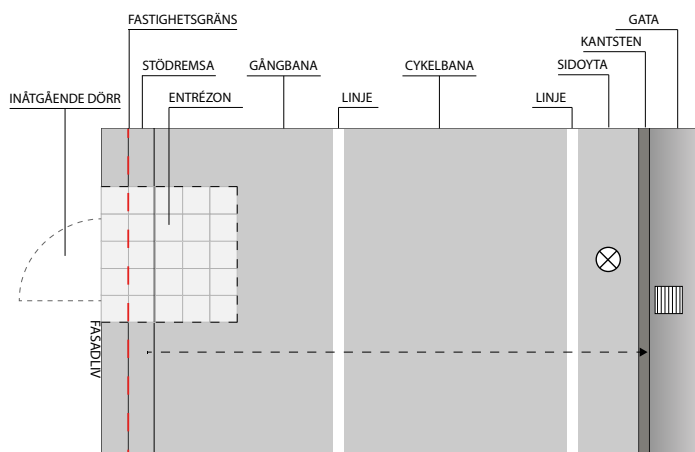 FASTIGHETSGRÄNS
GATA
KANTSTEN
STÖDREMSA
GÅNGBANA
CYKELBANA
SIDOYTA
INÅTGÅENDE DÖRR
ENTRÉZON
LINJE
LINJE
FASADLIV